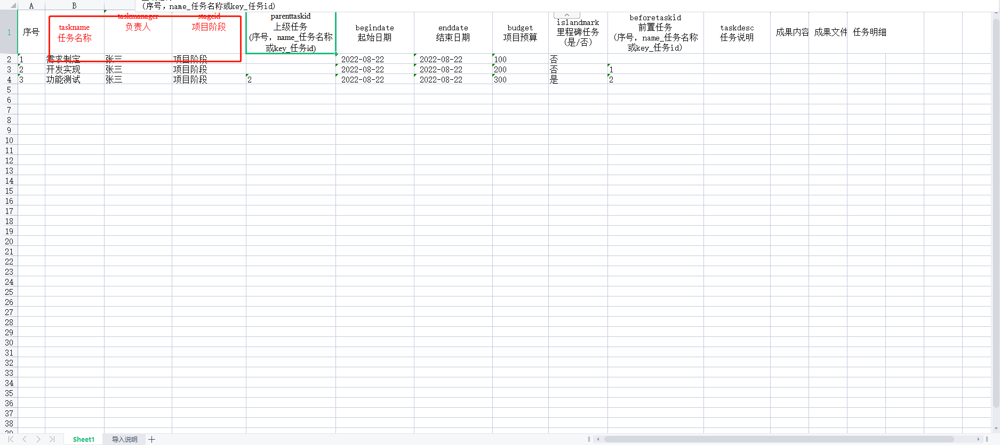 (序号, name_任务名称或key_任务id)
A B
1 序号
taskname
任务名称
taskmanager
负责人
stageid
项目阶段
parenttaskid
上级任务
(序号, name_任务名称
或key_任务id)
begindate
起始日期
enddate
结束日期
budget
项目预算
islandmark
里程碑任务
(是/否)
beforetaskid
前置任务
(序号, name_任务名称
或key_任务id)
taskdesc
任务说明
成果内容
成果文件
任务明细
2 1 需求制定 张三 项目阶段 2022-08-22 2022-08-22 100 否
3 2 开发实现 张三 项目阶段 2022-08-22 2022-08-22 200 否 1
4 3 功能测试 张三 项目阶段 2 2022-08-22 2022-08-22 300 是 2
5
6
7
8
9
10
11
12
13
14
15
16
17
18
19
20
21
22
23
24
25
26
27
28
29
30
31
32
33
34
35
36
37
38
39
Sheet1 导入说明